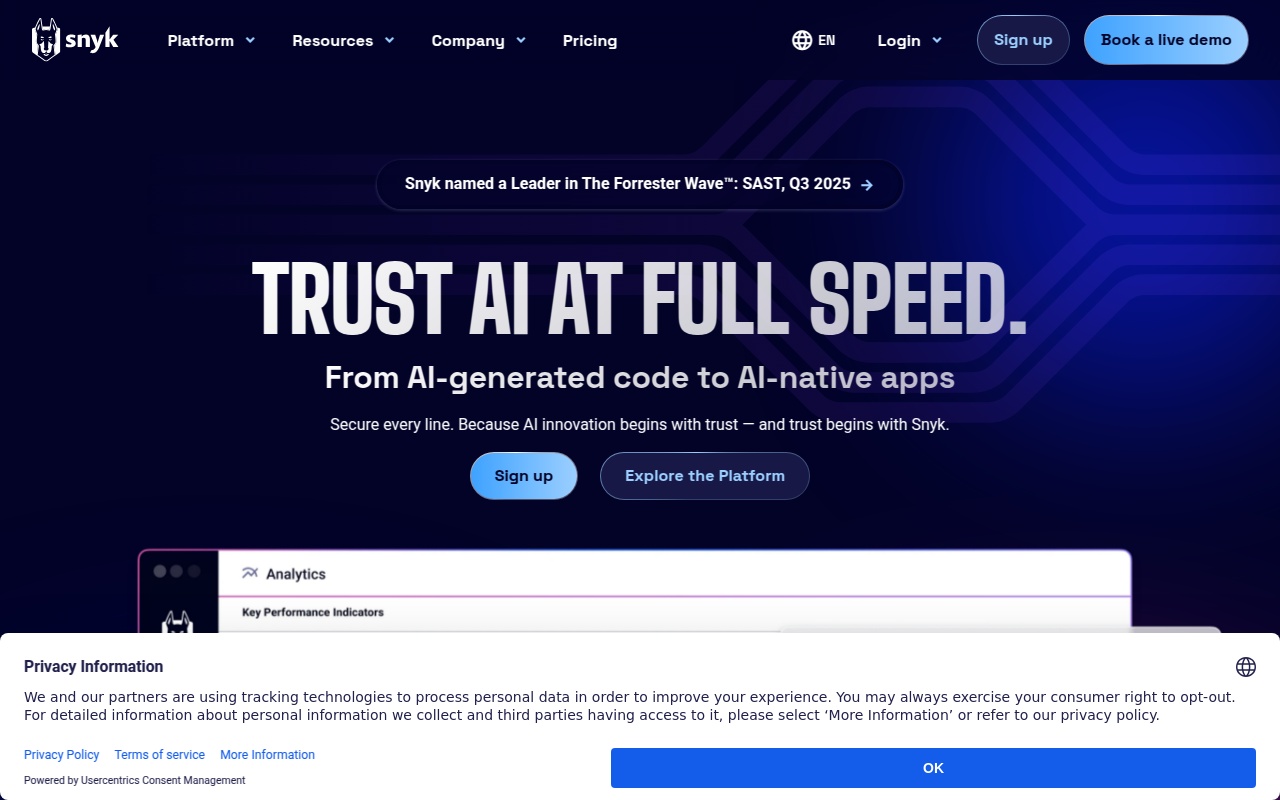 snyk
Platform
Resources
Company
Pricing
EN
Login
Sign up
Book a live demo
Snyk named a Leader in The Forrester Wave™: SAST, Q3 2025 →
TRUST AI AT FULL SPEED.
From AI-generated code to AI-native apps
Secure every line. Because AI innovation begins with trust — and trust begins with Snyk.
Sign up
Explore the Platform
Analytics
Key Performance Indicators
Privacy Information
We and our partners are using tracking technologies to process personal data in order to improve your experience. You may always exercise your consumer right to opt-out.
For detailed information about personal information we collect and third parties having access to it, please select ‘More Information’ or refer to our privacy policy.
Privacy Policy
Terms of service
More Information
Powered by Usercentrics Consent Management
OK